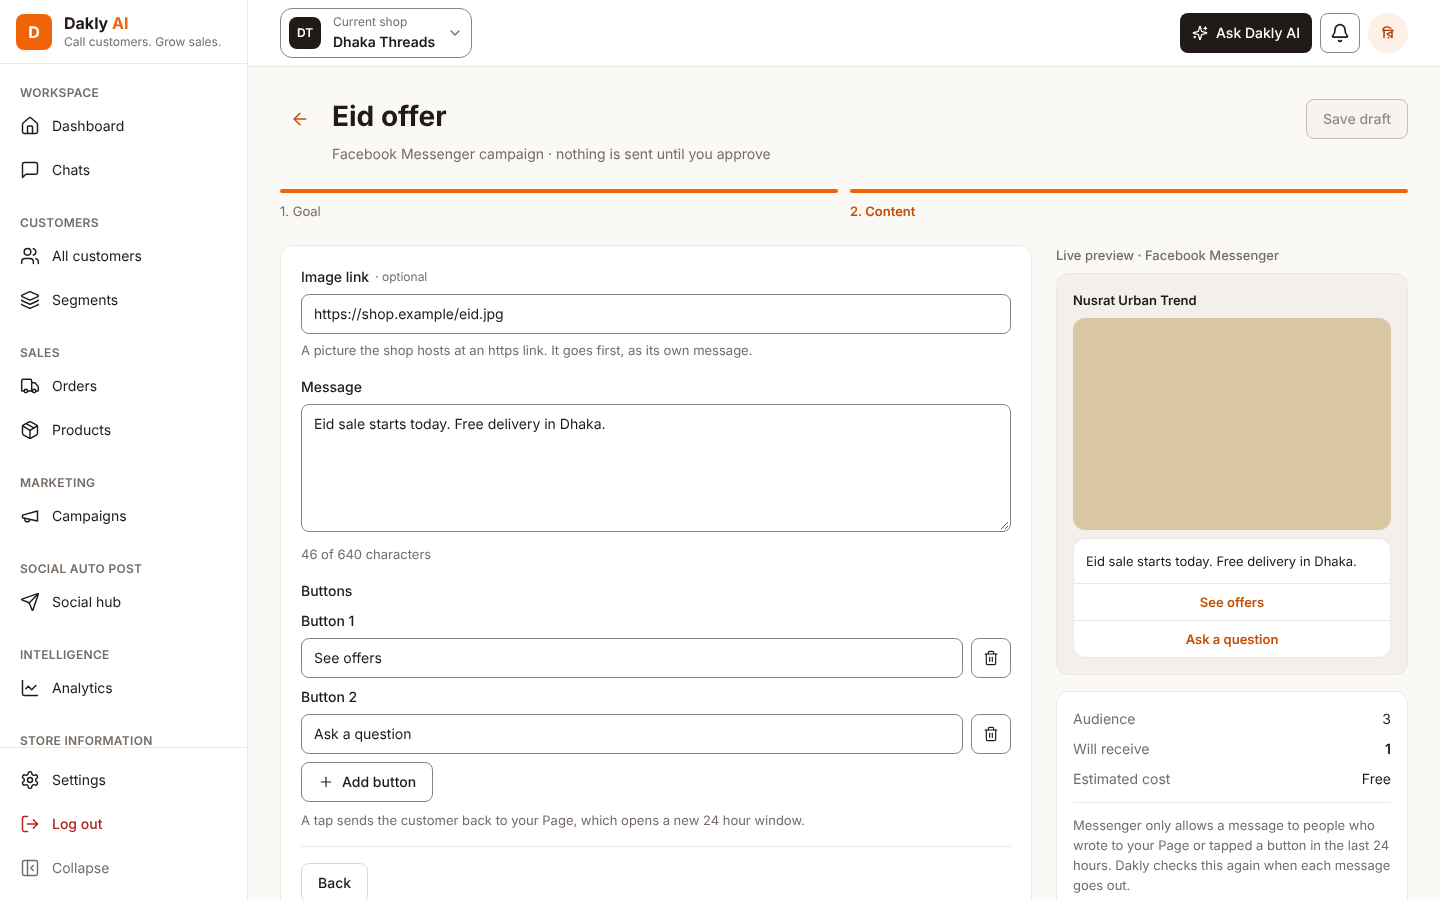 D
Dakly AI
Call customers. Grow sales.
DT
Current shop
Dhaka Threads
Ask Dakly AI
রি
WORKSPACE
Dashboard
Chats
CUSTOMERS
All customers
Segments
SALES
Orders
Products
MARKETING
Campaigns
SOCIAL AUTO POST
Social hub
INTELLIGENCE
Analytics
STORE INFORMATION
Settings
Log out
Collapse
Eid offer
Save draft
Facebook Messenger campaign · nothing is sent until you approve
1. Goal
2. Content
Image link · optional
https://shop.example/eid.jpg
A picture the shop hosts at an https link. It goes first, as its own message.
Message
Eid sale starts today. Free delivery in Dhaka.
46 of 640 characters
Buttons
Button 1
See offers
Button 2
Ask a question
Add button
A tap sends the customer back to your Page, which opens a new 24 hour window.
Back
Live preview · Facebook Messenger
Nusrat Urban Trend
Eid sale starts today. Free delivery in Dhaka.
See offers
Ask a question
Audience 3
Will receive 1
Estimated cost Free
Messenger only allows a message to people who
wrote to your Page or tapped a button in the last 24
hours. Dakly checks this again when each message
goes out.